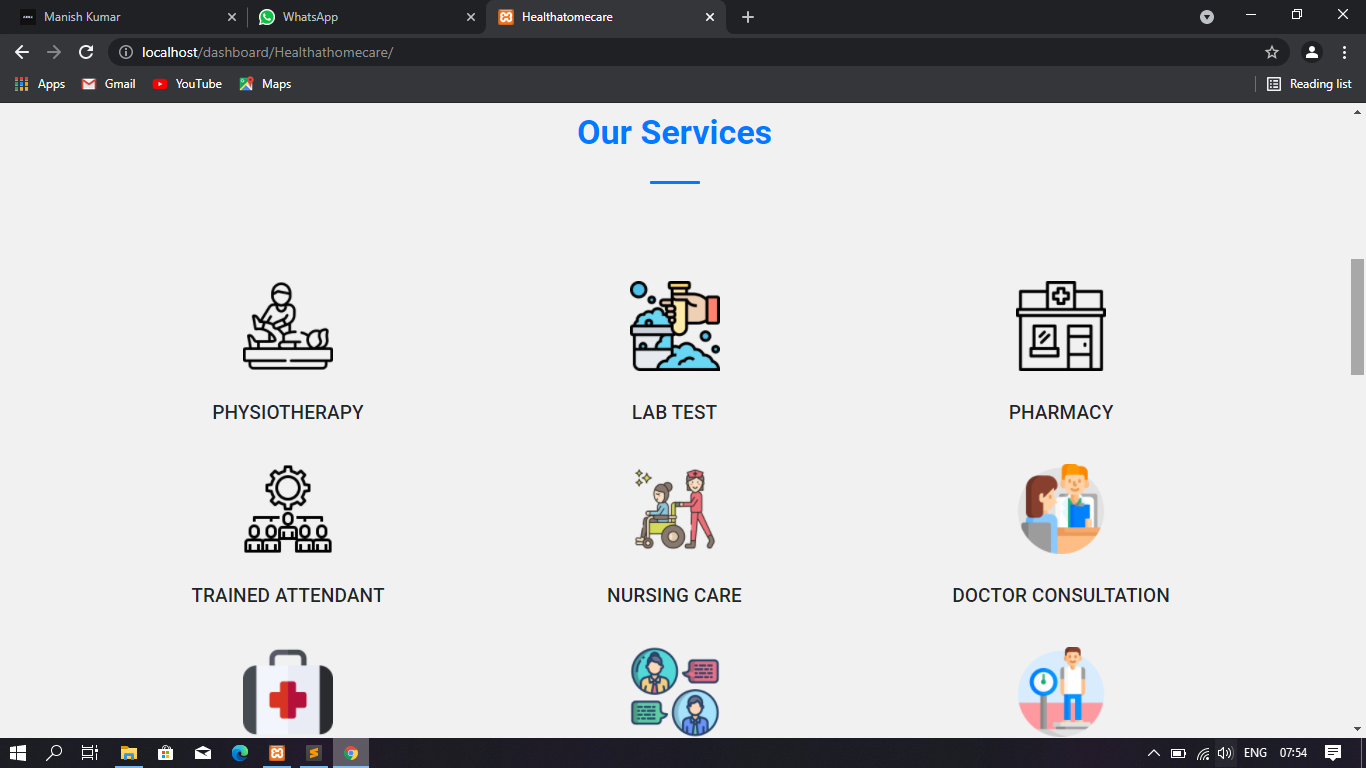 Manish Kumar
WhatsApp
Healthatomecare
localhost/dashboard/Healthathomecare/
Apps Gmail YouTube Maps Reading list
Our Services
PHYSIOTHERAPY LAB TEST PHARMACY
TRAINED ATTENDANT NURSING CARE DOCTOR CONSULTATION
ENG 07:54